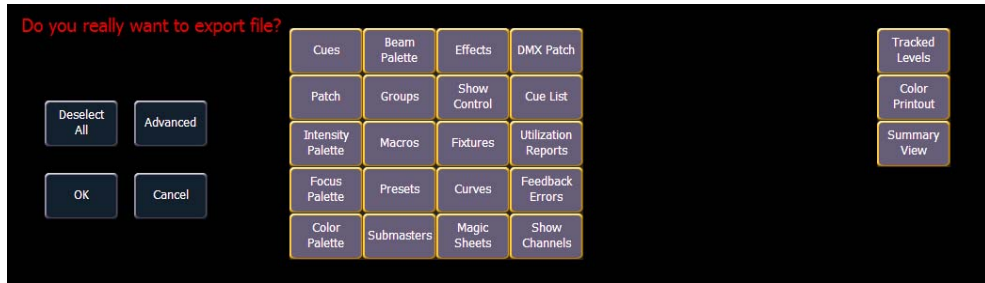 Do you really want to export file?
Cues
Beam
Palette
Effects
DMX Patch
Tracked
Levels
Patch
Groups
Show
Control
Cue List
Color
Printout
Deselect
All
Advanced
Intensity
Palette
Macros
Fixtures
Utilization
Reports
Summary
View
OK
Cancel
Focus
Palette
Presets
Curves
Feedback
Errors
Color
Palette
Submasters
Magic
Sheets
Show
Channels